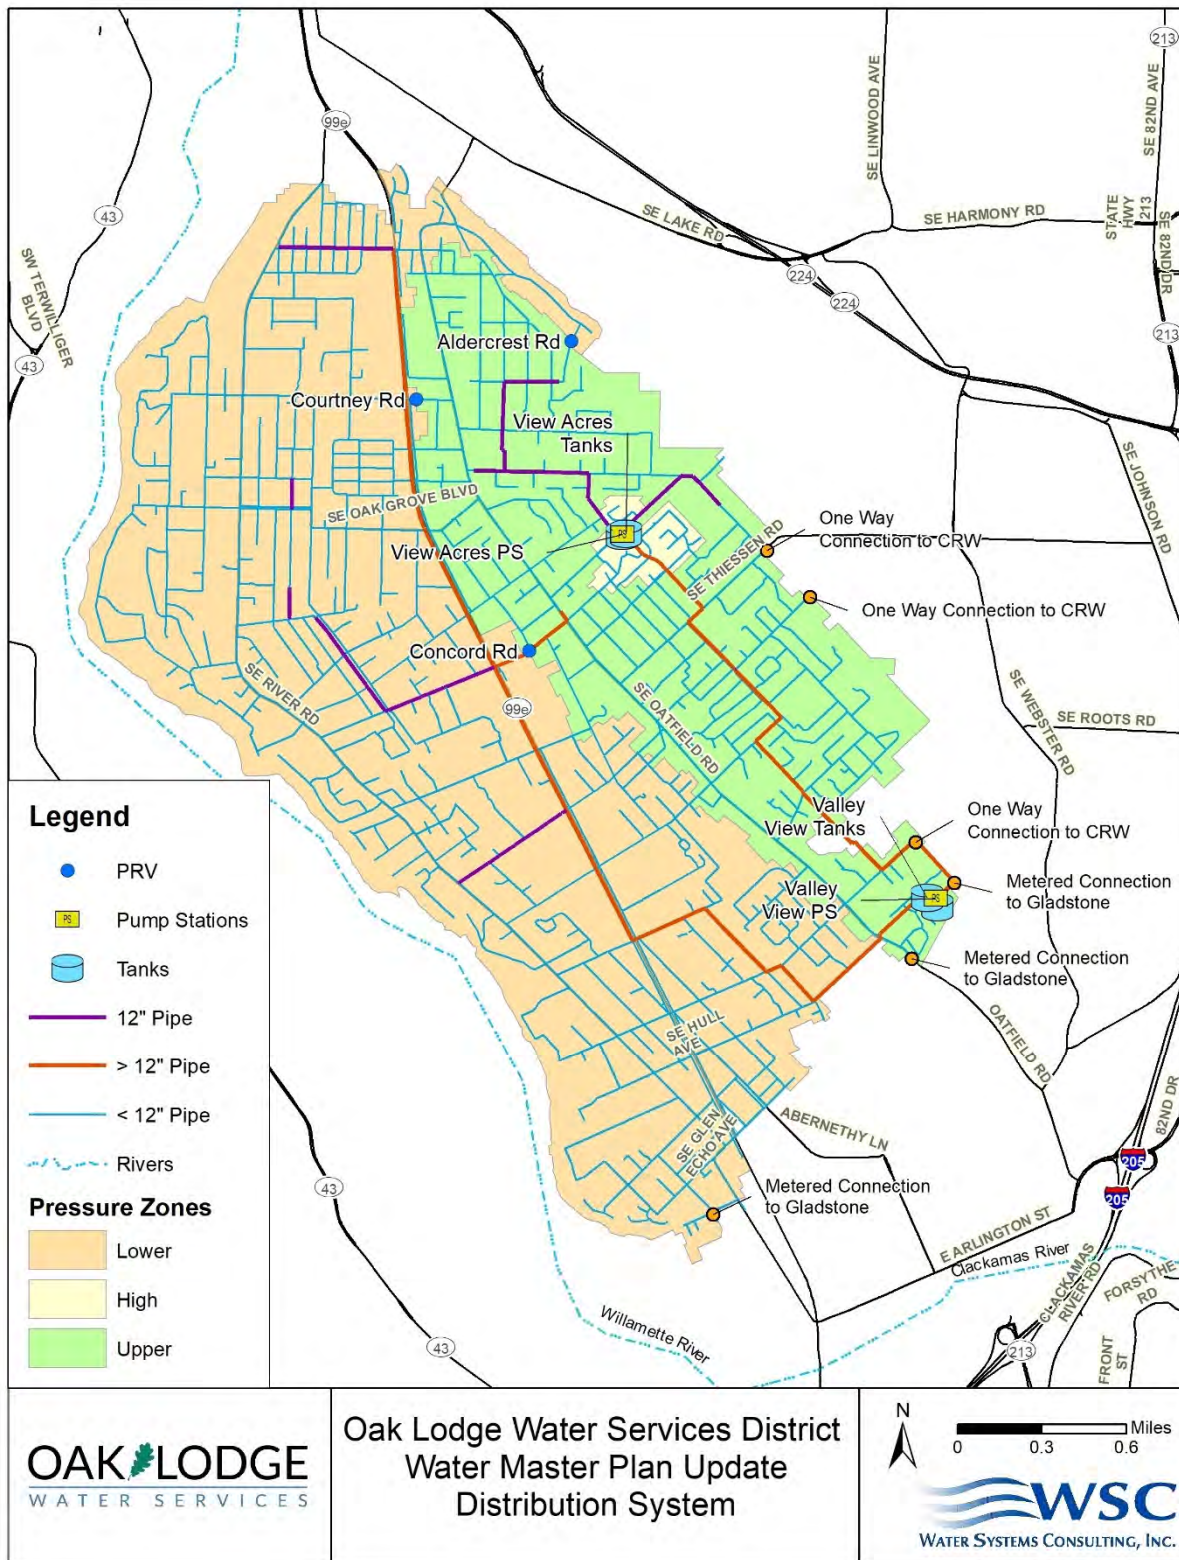 99e
213
SE LINWOOD AVE
SE 82ND AVE
43
SE LAKE RD
SE HARMONY RD
STATE
HWY
213
SE 82ND DR
SW TERWILLIGER
BLVD
224
224
213
43
Aldercrest Rd
Courtney Rd
View Acres
Tanks
SE JOHNSON RD
SE OAK GROVE BLVD
PS
View Acres PS
SE THIESSEN RD
One Way
Connection to CRW
One Way Connection to CRW
Concord Rd
SE RIVER RD
99e
SE OATFIELD RD
SE WEBSTER RD
SE ROOTS RD
Valley
View Tanks
One Way
Connection to CRW
Valley
View PS
PS
Metered Connection
to Gladstone
Metered Connection
to Gladstone
OATFIELD RD
SE HULL
AVE
82ND DR
SE GLEN
ECHO AVE
ABERNETHY LN
205
205
Metered Connection
to Gladstone
E ARLINGTON ST
Clackamas River
CLACKAMAS
RIVER RD
FORSYTHE
RD
FRONT
ST
213
Willamette River
43
43
Legend
PRV
PS
Pump Stations
Tanks
12" Pipe
> 12" Pipe
< 12" Pipe
Rivers
Pressure Zones
Lower
High
Upper
OAK LODGE
WATER SERVICES
Oak Lodge Water Services District
Water Master Plan Update
Distribution System
N
Miles
0 0.3 0.6
WSC
WATER SYSTEMS CONSULTING, INC.